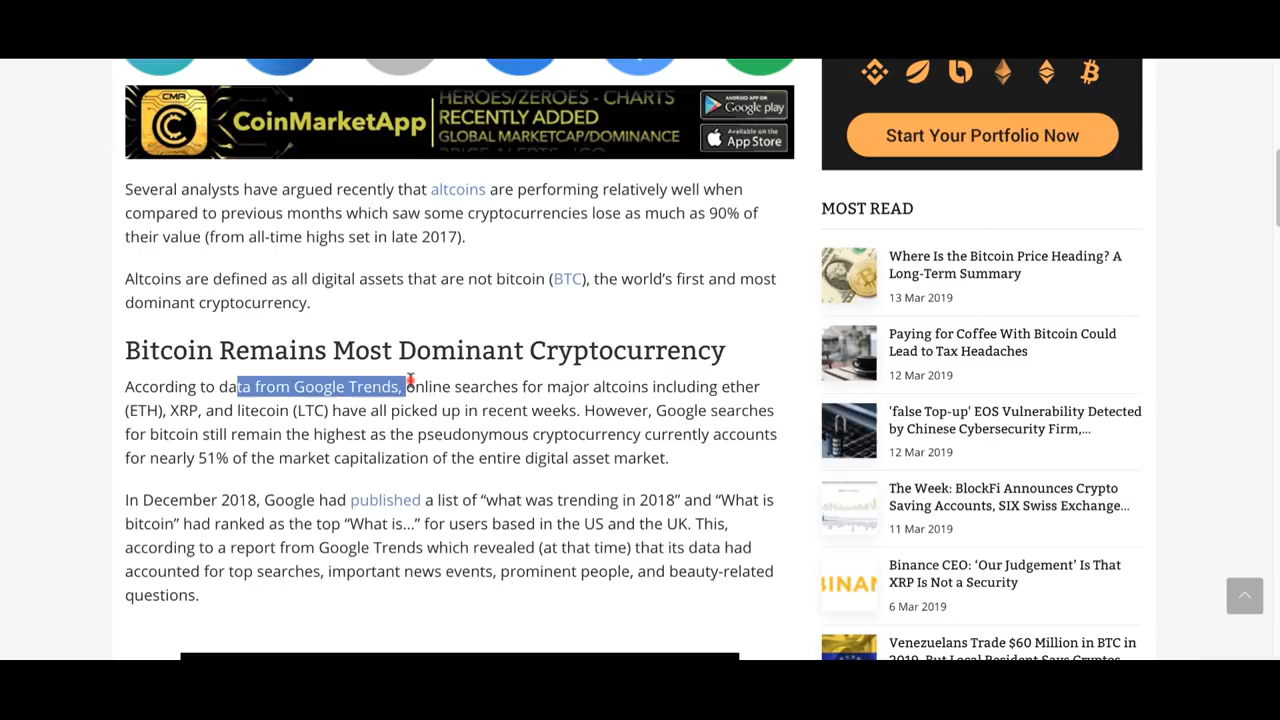 CMA
CoinMarketApp
HEROES/ZEROES - CHARTS
RECENTLY ADDED
GLOBAL MARKETCAP/DOMINANCE
ANDROID APP ON
Google play
Available on the
App Store
Several analysts have argued recently that altcoins are performing relatively well when
compared to previous months which saw some cryptocurrencies lose as much as 90% of
their value (from all-time highs set in late 2017).
Altcoins are defined as all digital assets that are not bitcoin (BTC), the world’s first and most
dominant cryptocurrency.
Bitcoin Remains Most Dominant Cryptocurrency
According to data from Google Trends, online searches for major altcoins including ether
(ETH), XRP, and litecoin (LTC) have all picked up in recent weeks. However, Google searches
for bitcoin still remain the highest as the pseudonymous cryptocurrency currently accounts
for nearly 51% of the market capitalization of the entire digital asset market.
In December 2018, Google had published a list of “what was trending in 2018” and “What is
bitcoin” had ranked as the top “What is...” for users based in the US and the UK. This,
according to a report from Google Trends which revealed (at that time) that its data had
accounted for top searches, important news events, prominent people, and beauty-related
questions.
Start Your Portfolio Now
MOST READ
Where Is the Bitcoin Price Heading? A
Long-Term Summary
13 Mar 2019
Paying for Coffee With Bitcoin Could
Lead to Tax Headaches
12 Mar 2019
'false Top-up' EOS Vulnerability Detected
by Chinese Cybersecurity Firm,...
12 Mar 2019
The Week: BlockFi Announces Crypto
Saving Accounts, SIX Swiss Exchange...
11 Mar 2019
BINAN
Binance CEO: ‘Our Judgement’ Is That
XRP Is Not a Security
6 Mar 2019
Venezuelans Trade $60 Million in BTC in
2019, But Local Resident Says Cryptos